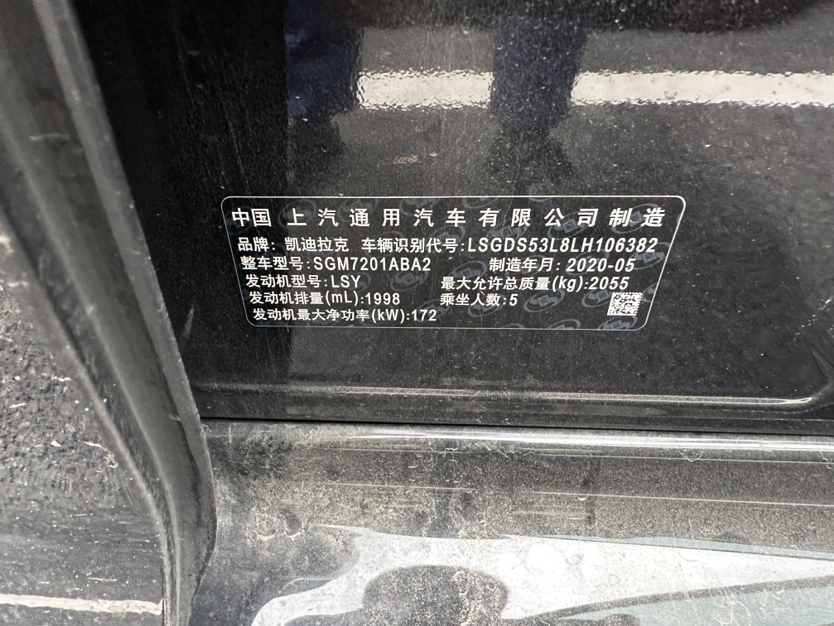 中国 上汽通用汽车有限公司制造
品牌: 凯迪拉克 车辆识别代号:LSGDS53L8LH106382
整车型号:SGM7201ABA2 制造年月: 2020-05
发动机型号:LSY 最大允许总质量(kg):2055
发动机排量(mL):1998 乘坐人数:5
发动机最大净功率(kW):172